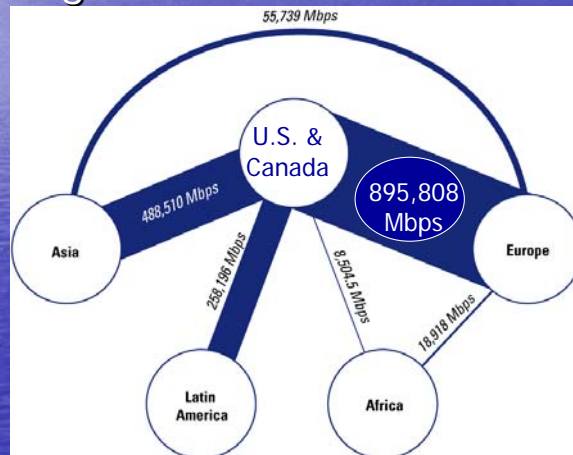 55,739 Mbps
U.S. &
Canada
895,808
Mbps
488,510 Mbps
Asia
Europe
258,196 Mbps
8,504.5 Mbps
18,918 Mbps
Latin
America
Africa